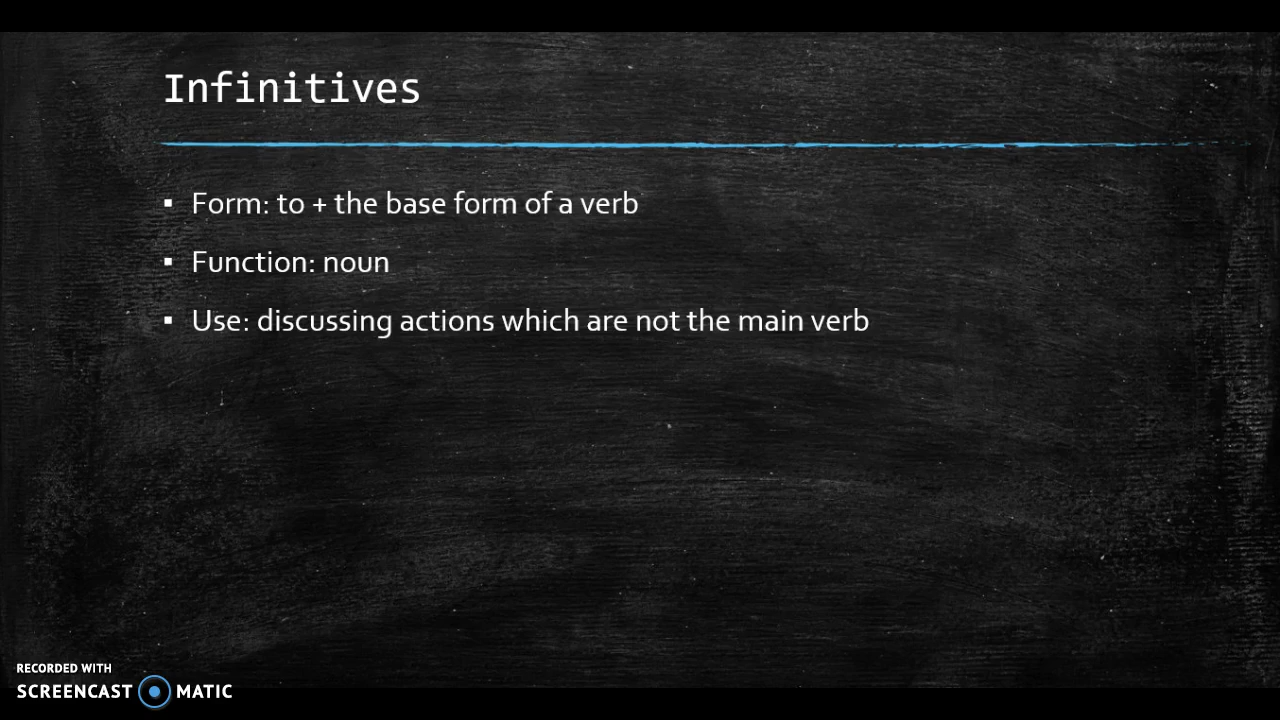 Infinitives
▪ Form: to + the base form of a verb
▪ Function: noun
▪ Use: discussing actions which are not the main verb
RECORDED WITH
SCREENCAST MATIC